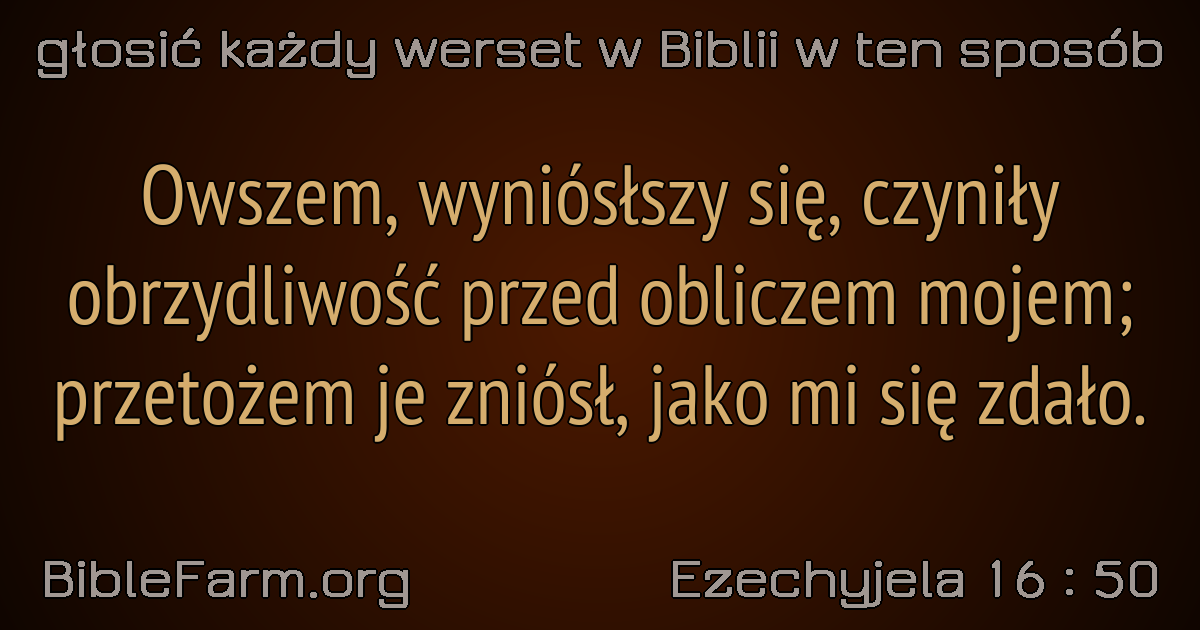 głosić każdy werset w Biblii w ten sposób
Owszem, wyniósłszy się, czyniły
obrzydliwość przed obliczem mojem;
przetożem je zniósł, jako mi się zdało.
BibleFarm.org
Ezechyjela 16 : 50